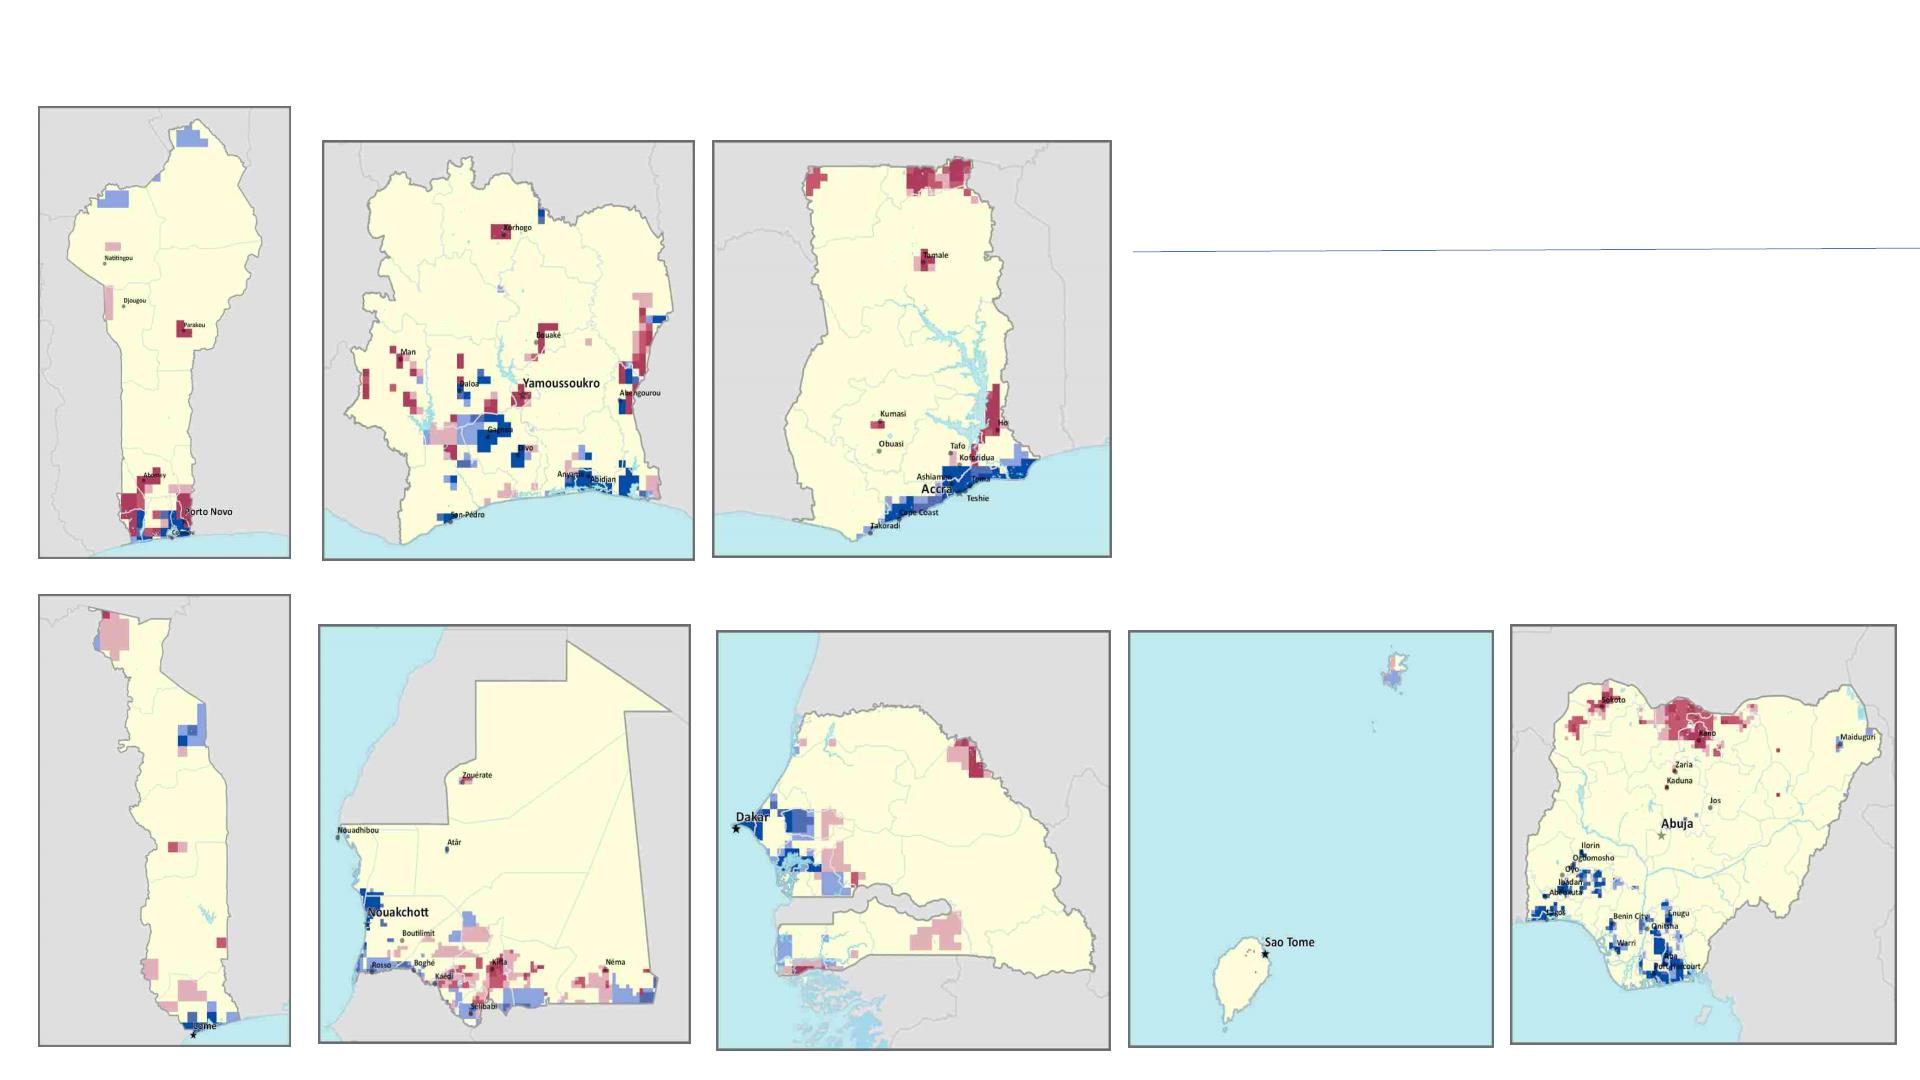 Natitingou
Djougou
Parakou
Abomey
Porto Novo
Korhogo
Bouaké
Man
Daloa
Yamoussoukro
Abengourou
Gagnoa
Divo
Anyama
Abidjan
San-Pédro
Tamale
Kumasi
Obuasi
Ho
Tafo
Koforidua
Ashiaman
Tema
Accra
Teshie
Cape Coast
Takoradi
Lome
Zouérate
Nouadhibou
Atâr
Nouakchott
Boutilimit
Rosso
Boghé
Kaédi
Kiffa
Néma
Sélibabi
Dakar
Sao Tome
Sokoto
Kano
Maiduguri
Zaria
Kaduna
Jos
Abuja
Ilorin
Ogbomosho
Oyo
Ibadan
Abeokuta
Lagos
Benin City
Enugu
Onitsha
Warri
Aba
Port Harcourt